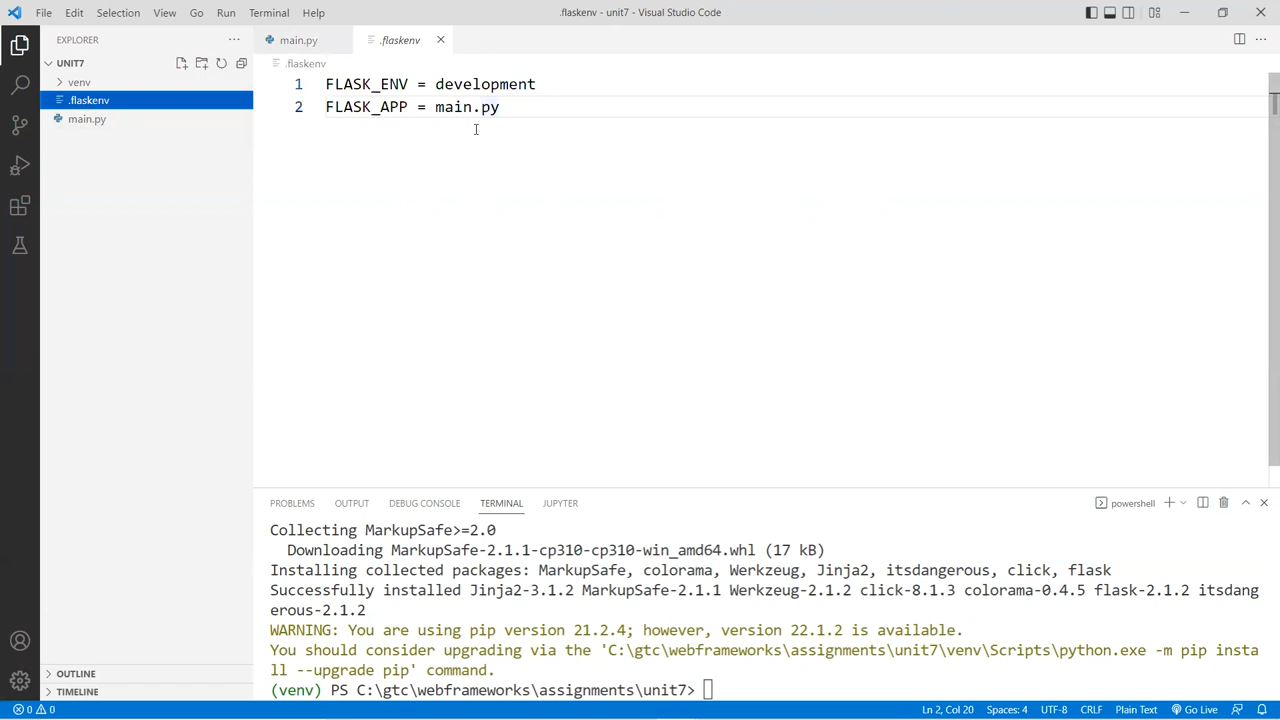 File Edit Selection View Go Run Terminal Help
.flaskenv - unit7 - Visual Studio Code
EXPLORER
UNIT7
venv
.flaskenv
main.py
OUTLINE
TIMELINE
main.py
.flaskenv
.flaskenv
1 FLASK_ENV = development
2 FLASK_APP = main.py
PROBLEMS OUTPUT DEBUG CONSOLE TERMINAL JUPYTER
powershell
Collecting MarkupSafe>=2.0
Downloading MarkupSafe-2.1.1-cp310-cp310-win_amd64.whl (17 kB)
Installing collected packages: MarkupSafe, colorama, Werkzeug, Jinja2, itsdangerous, click, flask
Successfully installed Jinja2-3.1.2 MarkupSafe-2.1.1 Werkzeug-2.1.2 click-8.1.3 colorama-0.4.5 flask-2.1.2 itsdang
erous-2.1.2
WARNING: You are using pip version 21.2.4; however, version 22.1.2 is available.
You should consider upgrading via the 'C:\gtc\webframeworks\assignments\unit7\venv\Scripts\python.exe -m pip insta
ll --upgrade pip' command.
(venv) PS C:\gtc\webframeworks\assignments\unit7>
0 0 Ln 2, Col 20 Spaces: 4 UTF-8 CRLF Plain Text Go Live